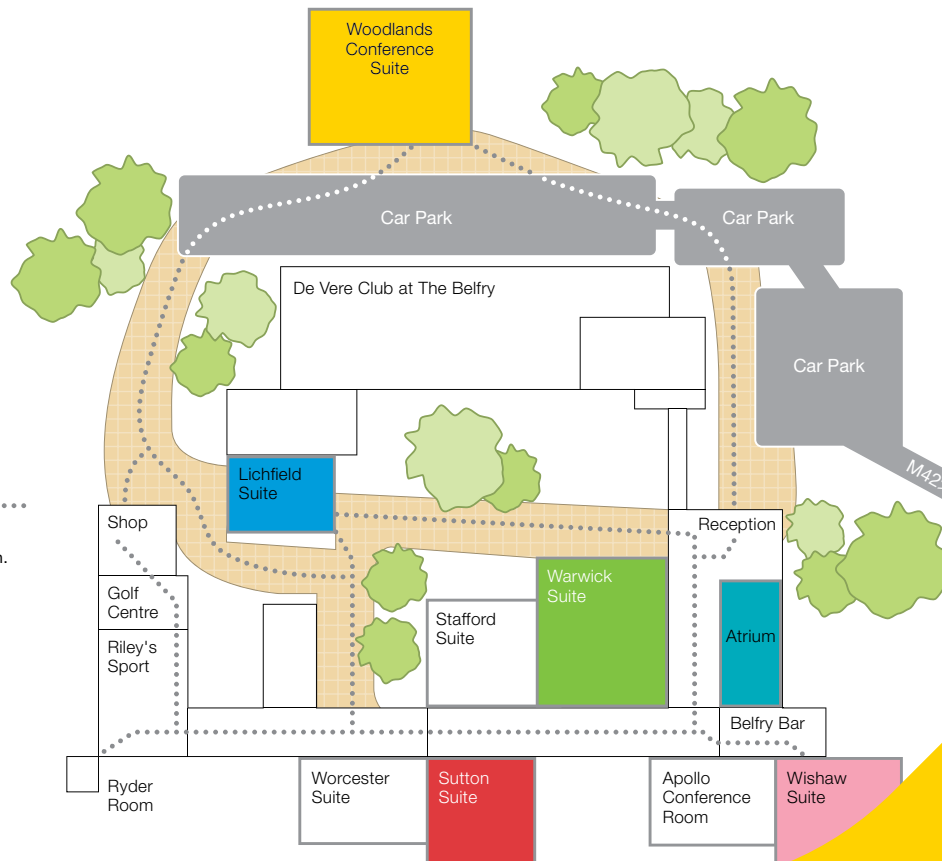 Woodlands
Conference
Suite
Car Park
Car Park
De Vere Club at The Belfry
Car Park
M42
Lichfield
Suite
Shop
Reception
Golf
Centre
Warwick
Suite
Stafford
Suite
Riley's
Sport
Atrium
Belfry Bar
Ryder
Room
Worcester
Suite
Sutton
Suite
Apollo
Conference
Room
Wishaw
Suite